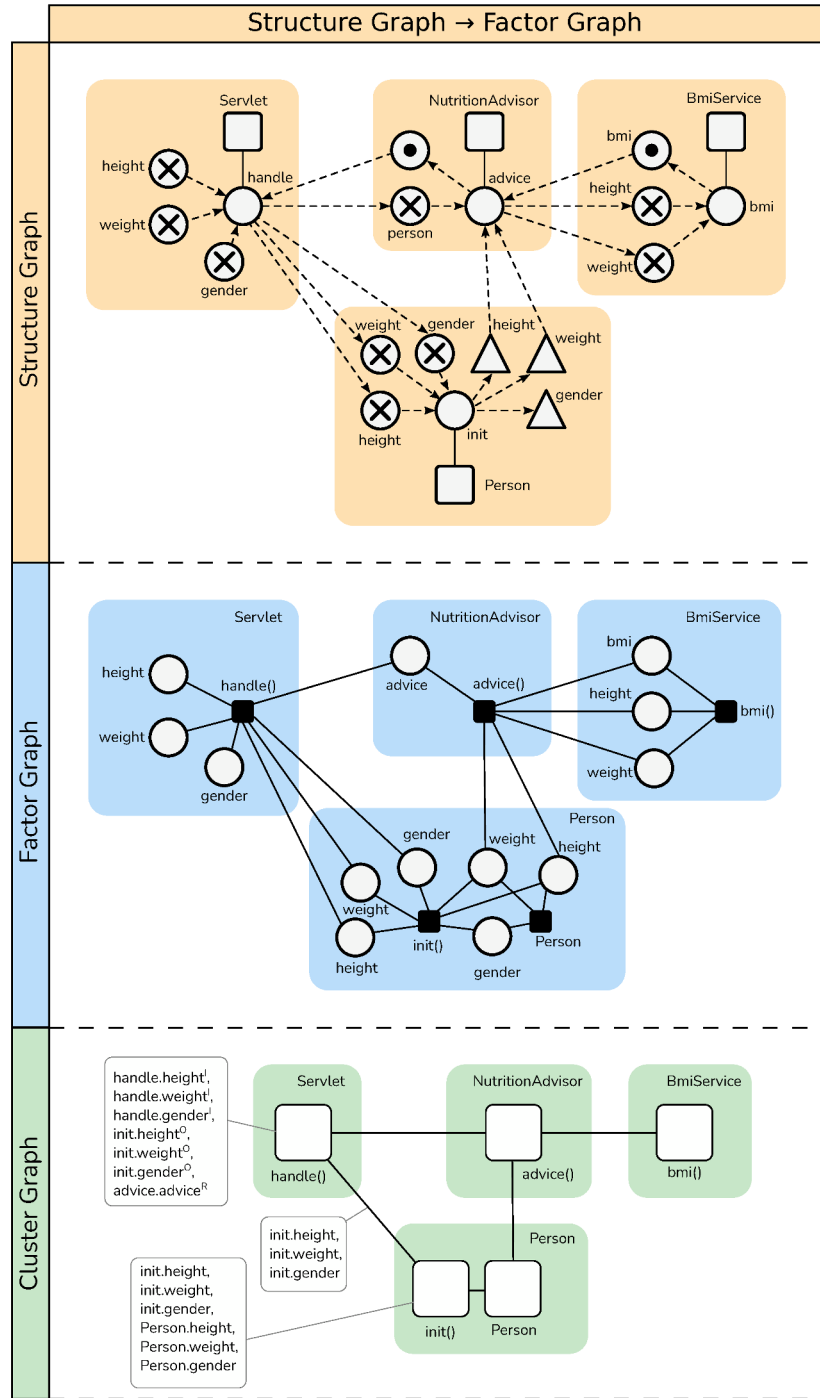 Structure Graph → Factor Graph
Structure Graph
Servlet
NutritionAdvisor
BmiService
height
handle
advice
bmi
weight
gender
person
height
bmi
weight
weight
gender
height
weight
gender
height
init
Person
Factor Graph
Servlet
NutritionAdvisor
BmiService
height
handle()
advice
advice()
bmi
height
bmi()
weight
gender
weight
Person
gender
weight
height
weight
init()
Person
height
gender
Cluster Graph
handle.heightᴵ,
handle.weightᴵ,
handle.genderᴵ,
init.heightᴼ,
init.weightᴼ,
init.genderᴼ,
advice.adviceᴿ
Servlet
NutritionAdvisor
BmiService
handle()
advice()
bmi()
init.height,
init.weight,
init.gender
Person
init.height,
init.weight,
init.gender,
Person.height,
Person.weight,
Person.gender
init()
Person